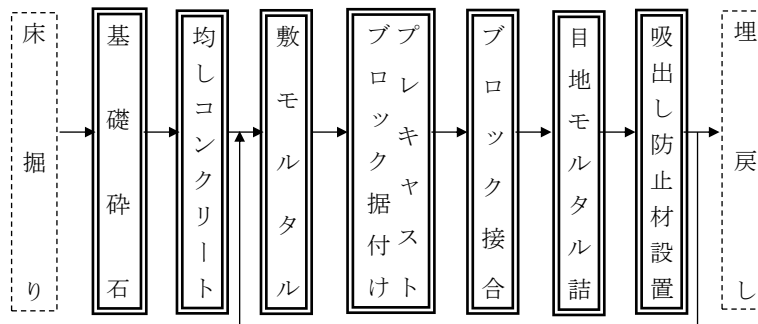 床掘り
基礎砕石
均しコンクリート
敷モルタル
プレキャスト
ブロック据付け
ブロック接合
目地モルタル詰
吸出し防止材設置
埋戻し